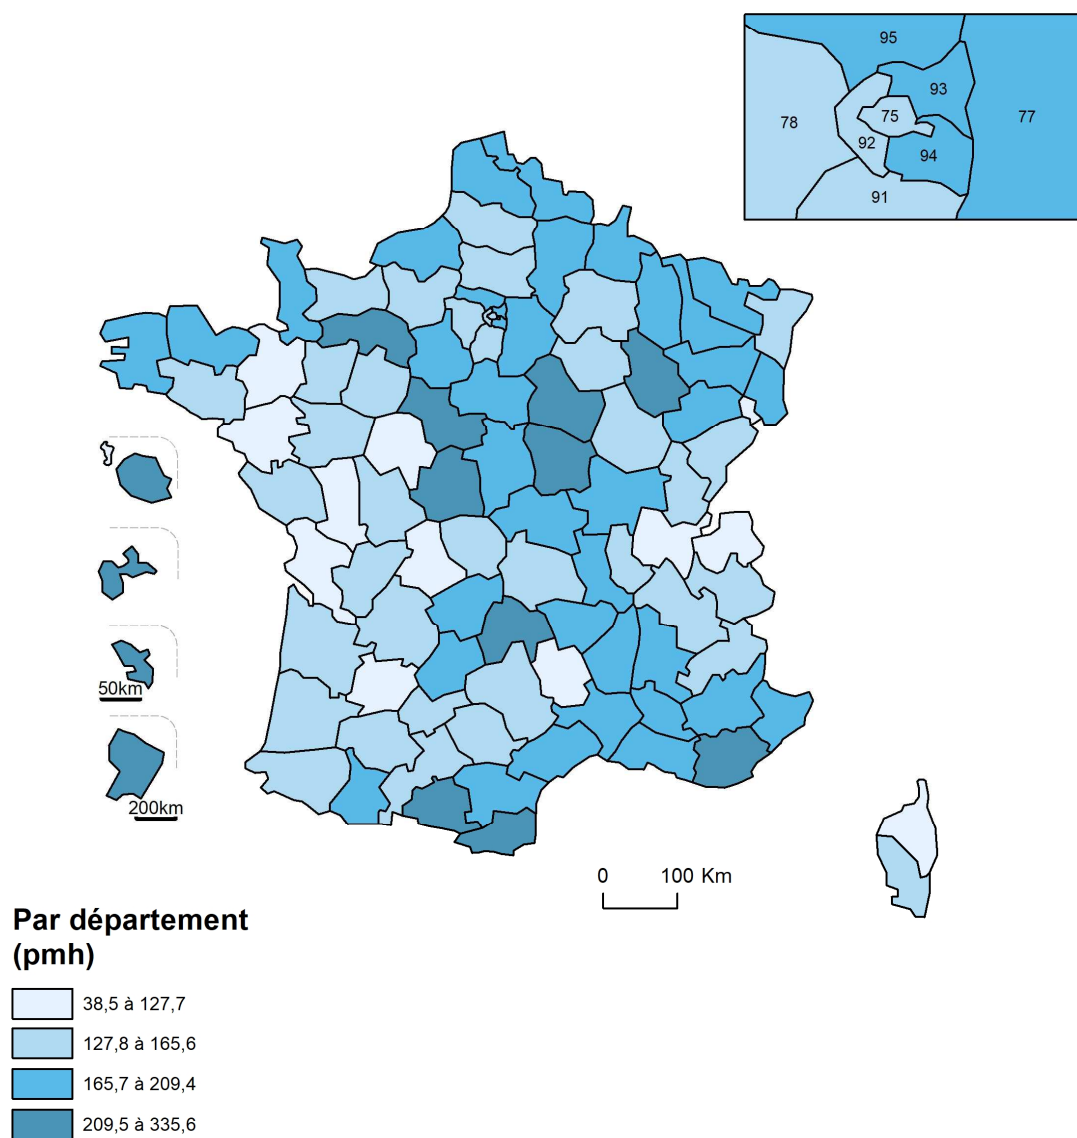 95
93
77
78
75
92
94
91
50km
200km
0 100 Km
Par département
(pmh)
38,5 à 127,7
127,8 à 165,6
165,7 à 209,4
209,5 à 335,6